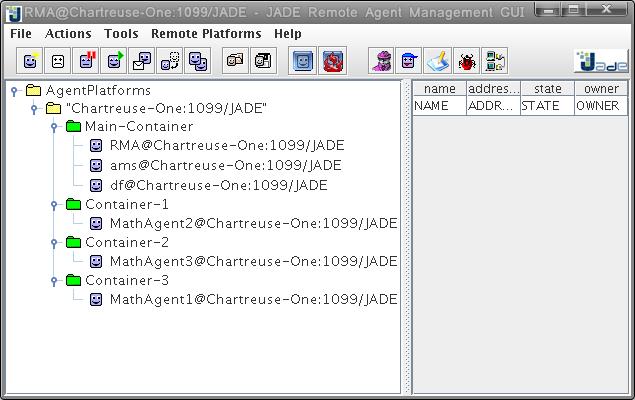 RMA@Chartreuse-One:1099/JADE - JADE Remote Agent Management GUI
File Actions Tools Remote Platforms Help
Jade
AgentPlatforms
"Chartreuse-One:1099/JADE"
Main-Container
RMA@Chartreuse-One:1099/JADE
ams@Chartreuse-One:1099/JADE
df@Chartreuse-One:1099/JADE
Container-1
MathAgent2@Chartreuse-One:1099/JADE
Container-2
MathAgent3@Chartreuse-One:1099/JADE
Container-3
MathAgent1@Chartreuse-One:1099/JADE
name addres... state owner
NAME ADDR... STATE OWNER